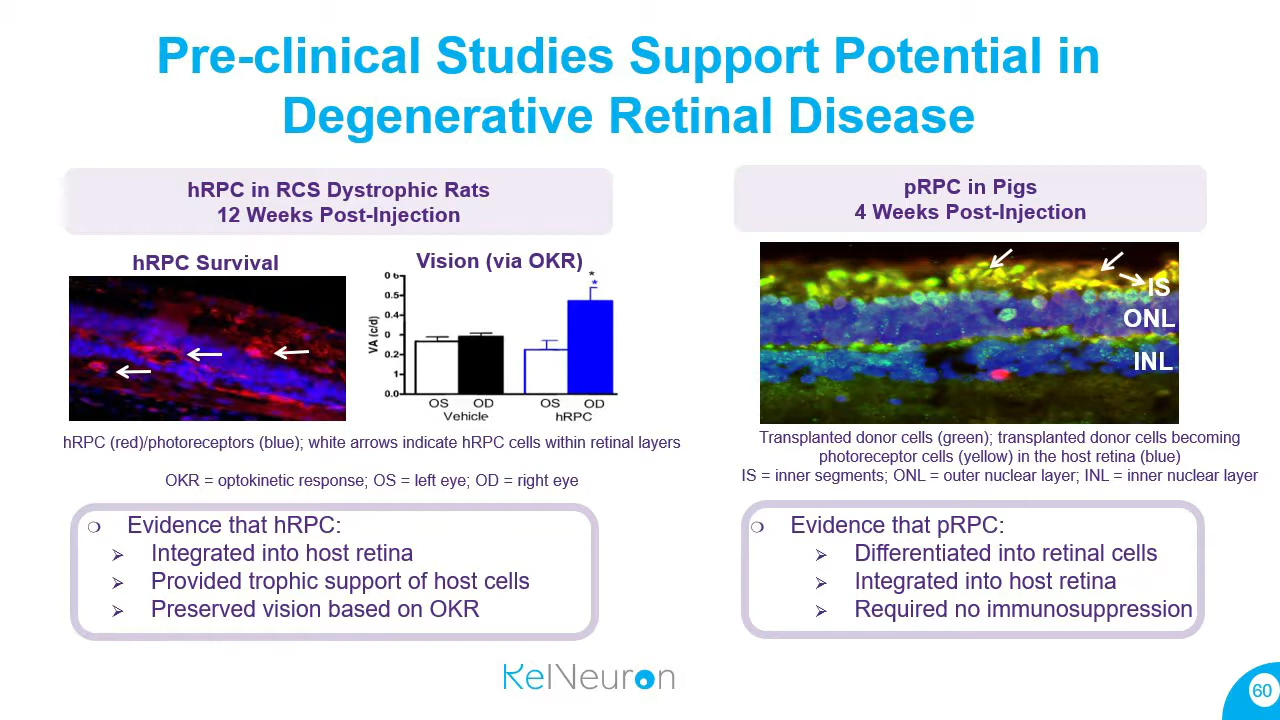 Pre-clinical Studies Support Potential in
Degenerative Retinal Disease
hRPC in RCS Dystrophic Rats
12 Weeks Post-Injection
hRPC Survival
Vision (via OKR)
VA (c/d)
0 6
0.5
0.4
0
0.2
1
0.0
* 
*
OS OD OS OD
Vehicle hRPC
hRPC (red)/photoreceptors (blue); white arrows indicate hRPC cells within retinal layers
OKR = optokinetic response; OS = left eye; OD = right eye
❍ Evidence that hRPC:
➢ Integrated into host retina
➢ Provided trophic support of host cells
➢ Preserved vision based on OKR
pRPC in Pigs
4 Weeks Post-Injection
IS
ONL
INL
Transplanted donor cells (green); transplanted donor cells becoming
photoreceptor cells (yellow) in the host retina (blue)
IS = inner segments; ONL = outer nuclear layer; INL = inner nuclear layer
❍ Evidence that pRPC:
➢ Differentiated into retinal cells
➢ Integrated into host retina
➢ Required no immunosuppression
ReNeuron
60